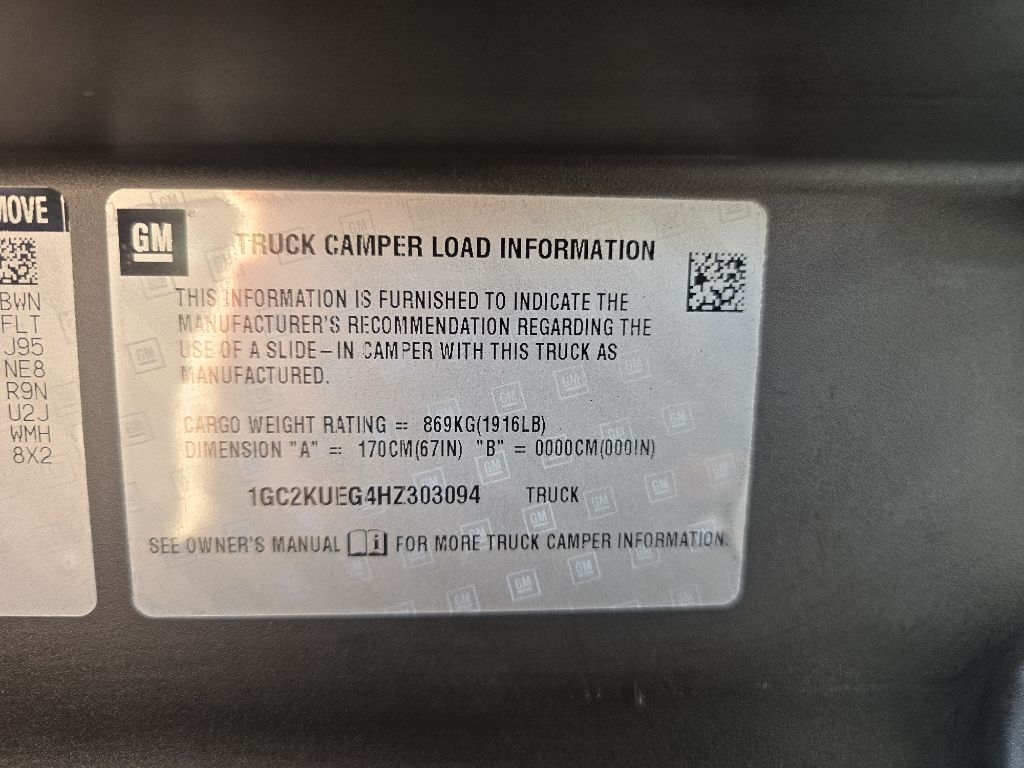 MOVE
BWN
FLT
J95
NE8
R9N
U2J
WMH
8X2
GM
TRUCK CAMPER LOAD INFORMATION
THIS INFORMATION IS FURNISHED TO INDICATE THE
MANUFACTURER'S RECOMMENDATION REGARDING THE
USE OF A SLIDE-IN CAMPER WITH THIS TRUCK AS
MANUFACTURED.
CARGO WEIGHT RATING = 869KG(1916LB)
DIMENSION "A" = 170CM(67IN) "B" = 0000CM(000IN)
1GC2KUEG4HZ303094 TRUCK
SEE OWNER'S MANUAL i FOR MORE TRUCK CAMPER INFORMATION.